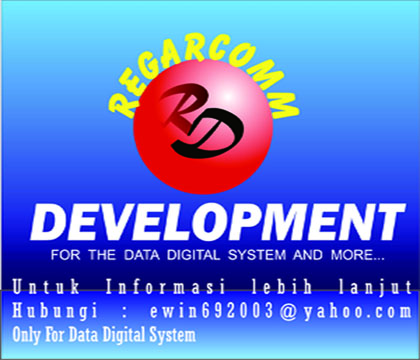 REGARCOMM
RD
DEVELOPMENT
FOR THE DATA DIGITAL SYSTEM AND MORE...
Untuk Informasi lebih lanjut
Hubungi : ewin692003@yahoo.com
Only For Data Digital System